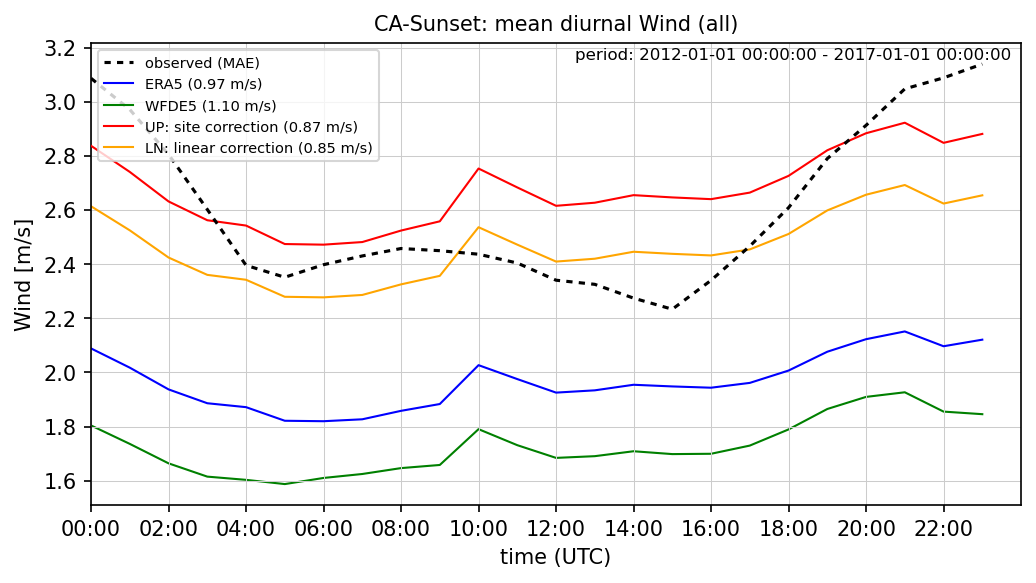 CA-Sunset: mean diurnal Wind (all)
period: 2012-01-01 00:00:00 - 2017-01-01 00:00:00
observed (MAE)
ERA5 (0.97 m/s)
WFDE5 (1.10 m/s)
UP: site correction (0.87 m/s)
LN: linear correction (0.85 m/s)
Wind [m/s]
3.2
3.0
2.8
2.6
2.4
2.2
2.0
1.8
1.6
00:00 02:00 04:00 06:00 08:00 10:00 12:00 14:00 16:00 18:00 20:00 22:00
time (UTC)